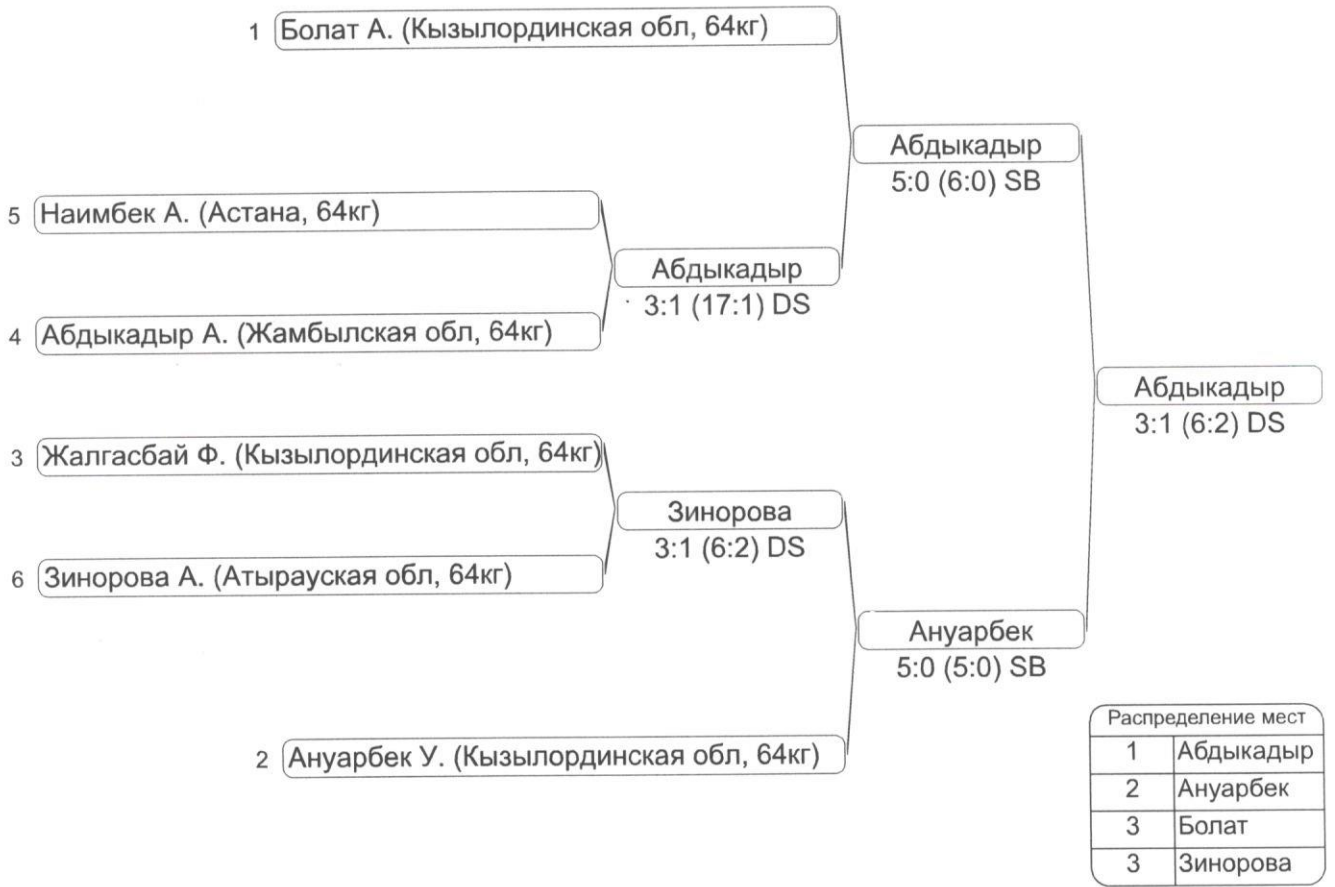 1 Болат А. (Кызылординская обл, 64кг)
Абдыкадыр
5:0 (6:0) SB
5 Наимбек А. (Астана, 64кг)
Абдыкадыр
3:1 (17:1) DS
4 Абдыкадыр А. (Жамбылская обл, 64кг)
Абдыкадыр
3:1 (6:2) DS
3 Жалгасбай Ф. (Кызылординская обл, 64кг)
Зинорова
3:1 (6:2) DS
6 Зинорова А. (Атырауская обл, 64кг)
Ануарбек
5:0 (5:0) SB
2 Ануарбек У. (Кызылординская обл, 64кг)
Распределение мест
1 Абдыкадыр
2 Ануарбек
3 Болат
3 Зинорова